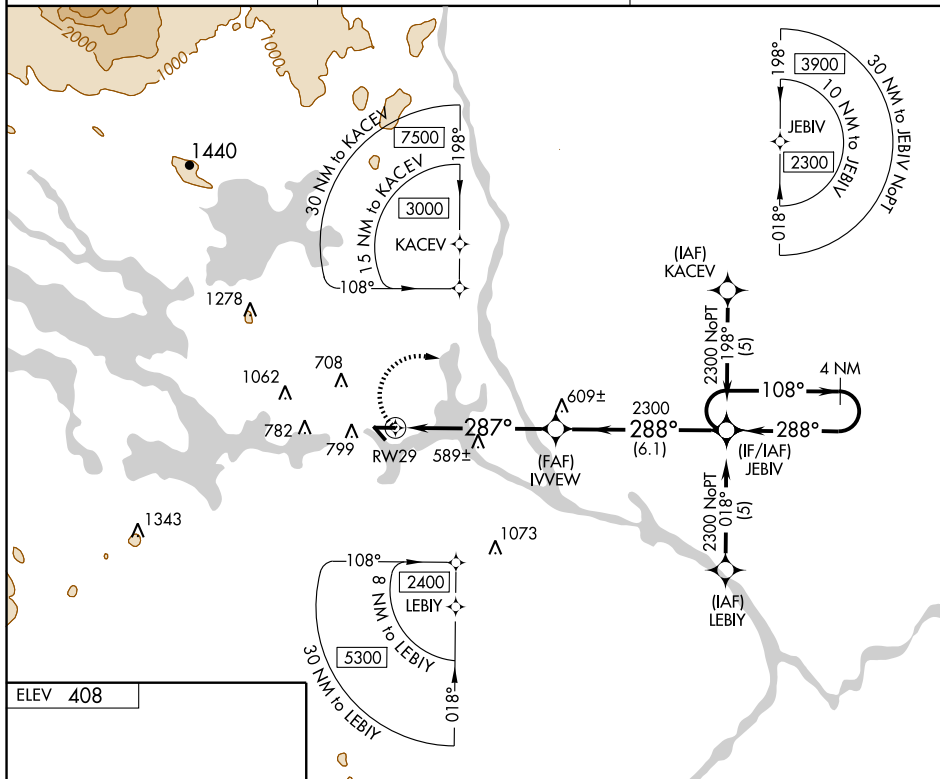 2000
1000
1000
1440
30 NM to KACEV
7500
198°
15 NM to KACEV
3000
KACEV
108°
198°
3900
30 NM to JEBIV NoPT
10 NM to JEBIV
JEBIV
2300
018°
(IAF)
KACEV
2300 NoPT
198°
(5)
4 NM
108°
288°
(IF/IAF)
JEBIV
1278
1062
708
782
799
RW29
287°
589±
609±
(FAF)
IVVEW
2300
288°
(6.1)
2300 NoPT
018°
(5)
(IAF)
LEBIY
1343
1073
108°
2400
LEBIY
8 NM to LEBIY
5300
30 NM to LEBIY
018°
ELEV 408